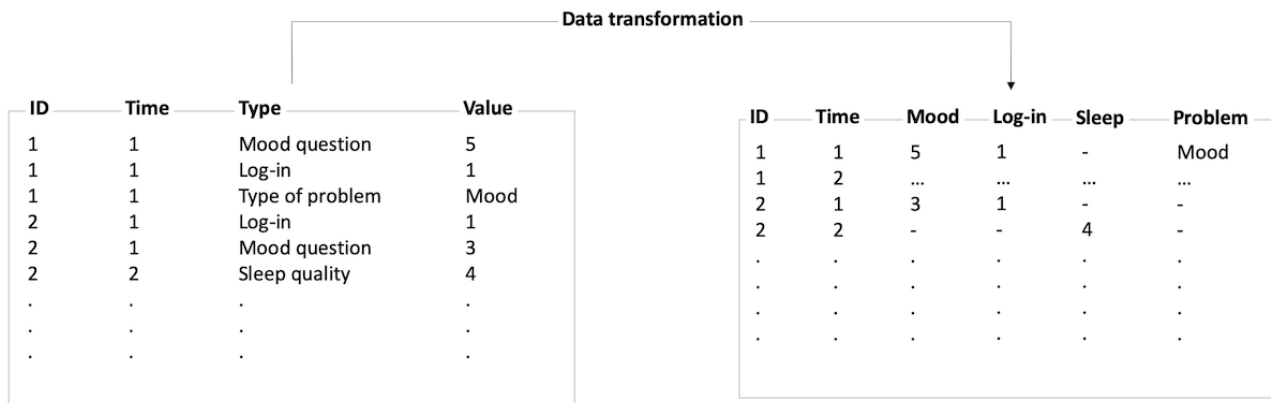 Data transformation
ID Time Type Value
1 1 Mood question 5
1 1 Log-in 1
1 1 Type of problem Mood
2 1 Log-in 1
2 1 Mood question 3
2 2 Sleep quality 4
. . . .
. . . .
. . . .
ID Time Mood Log-in Sleep Problem
1 1 5 1 - Mood
1 2 ... ... ... ...
2 1 3 1 - -
2 2 - - 4 -
. . . . . .
. . . . . .
. . . . . .
. . . . . .